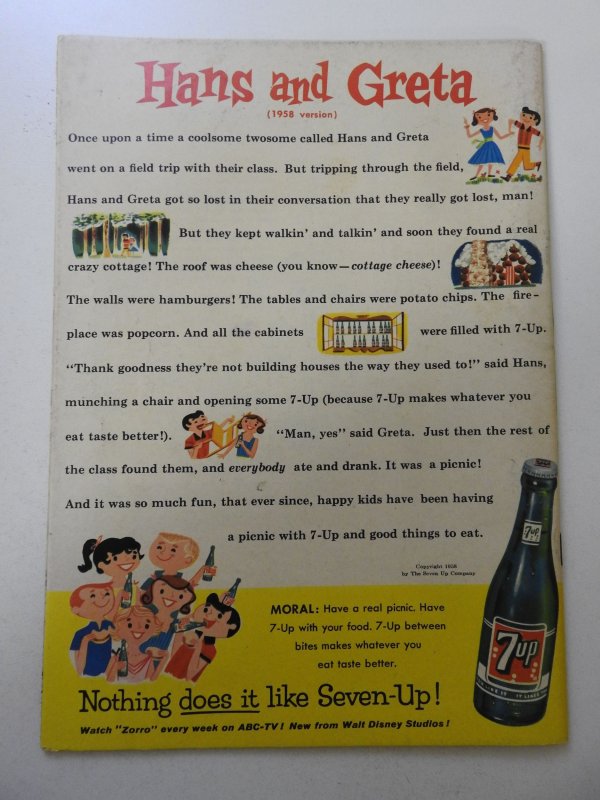 Hans and Greta
(1958 version)
Once upon a time a coolsome twosome called Hans and Greta
went on a field trip with their class. But tripping through the field,
Hans and Greta got so lost in their conversation that they really got lost, man!
But they kept walkin' and talkin' and soon they found a real
crazy cottage! The roof was cheese (you know—cottage cheese)!
The walls were hamburgers! The tables and chairs were potato chips. The fire-
place was popcorn. And all the cabinets were filled with 7-Up.
"Thank goodness they're not building houses the way they used to!" said Hans,
munching a chair and opening some 7-Up (because 7-Up makes whatever you
eat taste better!). "Man, yes" said Greta. Just then the rest of
the class found them, and everybody ate and drank. It was a picnic!
And it was so much fun, that ever since, happy kids have been having
a picnic with 7-Up and good things to eat.
Copyright 1958
by The Seven Up Company
MORAL: Have a real picnic. Have
7-Up with your food. 7-Up between
bites makes whatever you
eat taste better.
Nothing does it like Seven-Up!
Watch "Zorro" every week on ABC-TV! New from Walt Disney Studios!
7up
7up